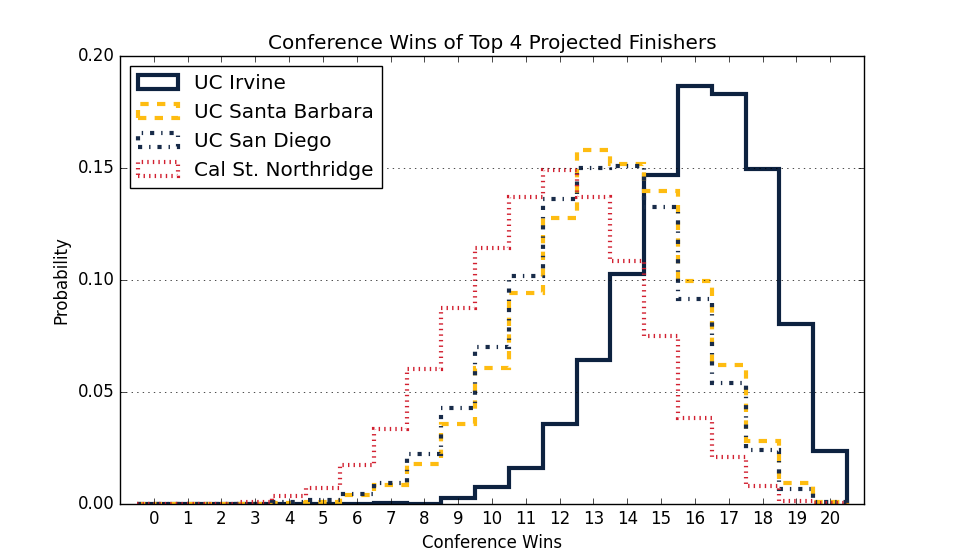 Conference Wins of Top 4 Projected Finishers
0.20
0.15
0.10
0.05
0.00
Probability
UC Irvine
UC Santa Barbara
UC San Diego
Cal St. Northridge
0 1 2 3 4 5 6 7 8 9 10 11 12 13 14 15 16 17 18 19 20
Conference Wins